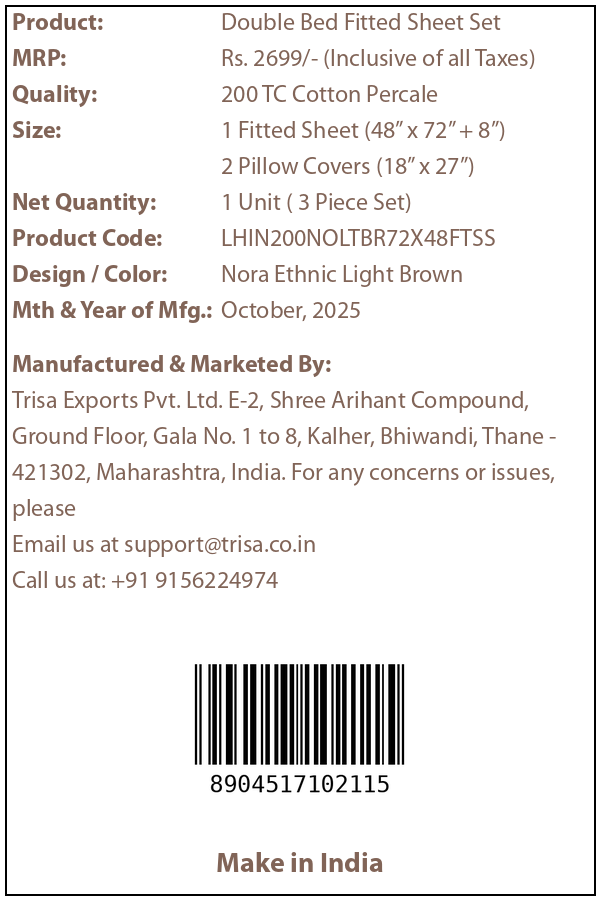 Product: Double Bed Fitted Sheet Set
MRP: Rs. 2699/- (Inclusive of all Taxes)
Quality: 200 TC Cotton Percale
Size: 1 Fitted Sheet (48” x 72” + 8”)
2 Pillow Covers (18” x 27”)
Net Quantity: 1 Unit ( 3 Piece Set)
Product Code: LHIN200NOLTBR72X48FTSS
Design / Color: Nora Ethnic Light Brown
Mth & Year of Mfg.: October, 2025
Manufactured & Marketed By:
Trisa Exports Pvt. Ltd. E-2, Shree Arihant Compound,
Ground Floor, Gala No. 1 to 8, Kalher, Bhiwandi, Thane -
421302, Maharashtra, India. For any concerns or issues,
please
Email us at support@trisa.co.in
Call us at: +91 9156224974
8904517102115
Make in India